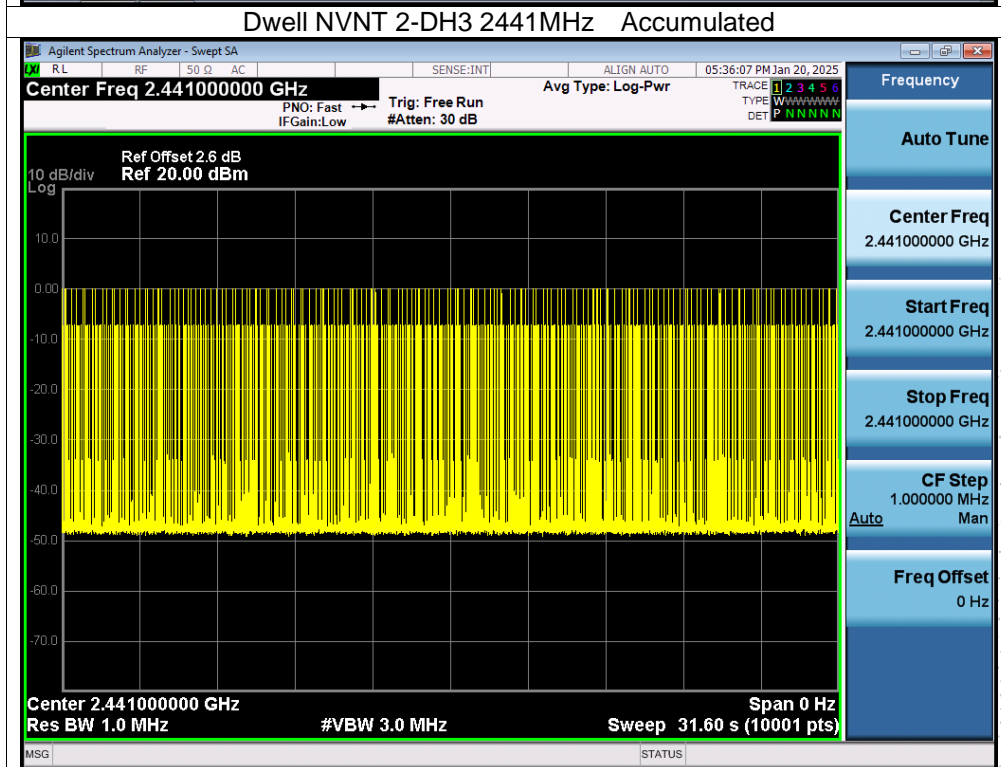 Dwell NVNT 2-DH3 2441MHz Accumulated
Agilent Spectrum Analyzer - Swept SA
LXI RL RF 50 Ω AC SENSE:INT ALIGN AUTO 05:36:07 PM Jan 20, 2025
Center Freq 2.441000000 GHz
PNO: Fast
IFGain:Low
Trig: Free Run
#Atten: 30 dB
Avg Type: Log-Pwr
TRACE 1 2 3 4 5 6
TYPE WWWWWWW
DET P N N N N N
Frequency
Auto Tune
Center Freq
2.441000000 GHz
Start Freq
2.441000000 GHz
Stop Freq
2.441000000 GHz
CF Step
1.000000 MHz
Auto Man
Freq Offset
0 Hz
Ref Offset 2.6 dB
10 dB/div Ref 20.00 dBm
Log
10.0
0.00
-10.0
-20.0
-30.0
-40.0
-50.0
-60.0
-70.0
Center 2.441000000 GHz Span 0 Hz
Res BW 1.0 MHz #VBW 3.0 MHz Sweep 31.60 s (10001 pts)
MSG STATUS